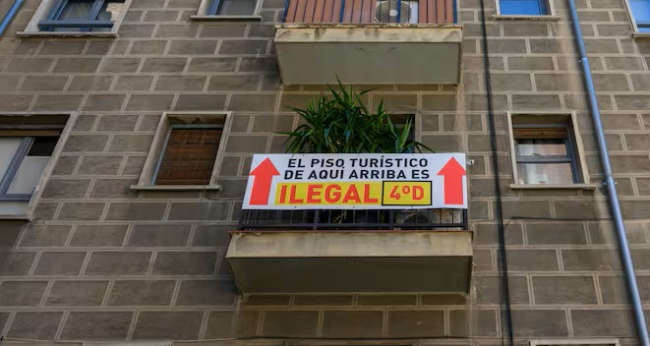 EL PISO TURÍSTICO
DE AQUÍ ARRIBA ES
ILEGAL 4ºD